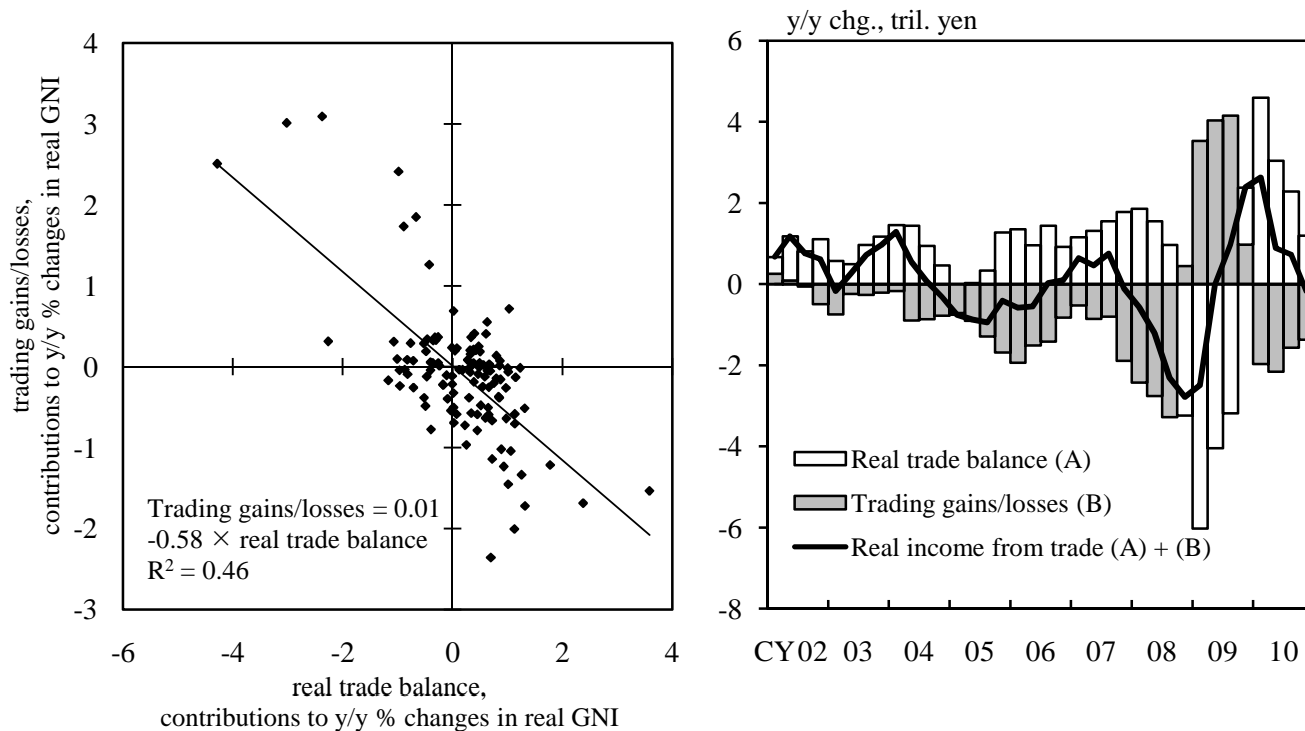 trading gains/losses,
contributions to y/y % changes in real GNI
4
3
2
1
0
-1
-2
-3
Trading gains/losses = 0.01
-0.58 × real trade balance
R² = 0.46
-6
-4
-2
0
2
4
real trade balance,
contributions to y/y % changes in real GNI
y/y chg., tril. yen
6
4
2
0
-2
-4
-6
-8
Real trade balance (A)
Trading gains/losses (B)
Real income from trade (A) + (B)
CY02 03 04 05 06 07 08 09 10